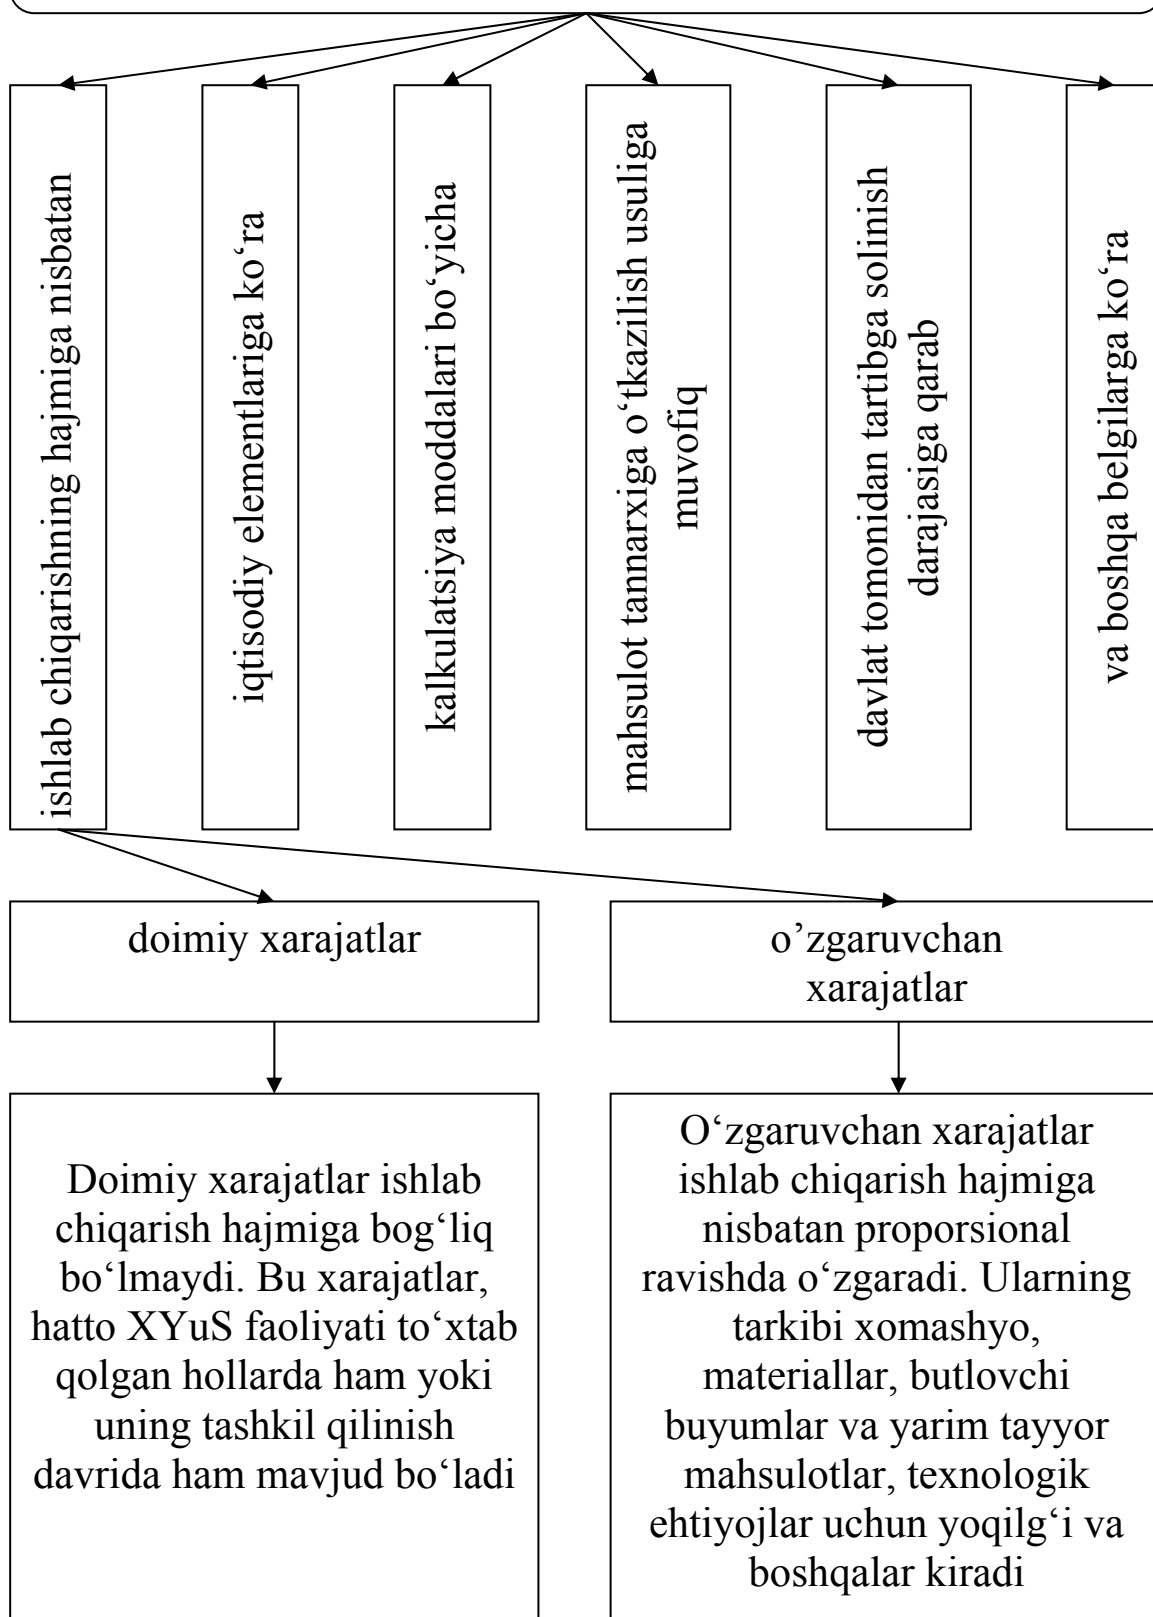 ishlab chiqarishning hajmiga nisbatan
iqtisodiy elementlariga ko‘ra
kalkulatsiya moddalari bo‘yicha
mahsulot tannarxiga o‘tkazilish usuliga
muvofiq
davlat tomonidan tartibga solinish
darajasiga qarab
va boshqa belgilarga ko‘ra
doimiy xarajatlar
o’zgaruvchan
xarajatlar
Doimiy xarajatlar ishlab
chiqarish hajmiga bog‘liq
bo‘lmaydi. Bu xarajatlar,
hatto XYuS faoliyati to‘xtab
qolgan hollarda ham yoki
uning tashkil qilinish
davrida ham mavjud bo‘ladi
O‘zgaruvchan xarajatlar
ishlab chiqarish hajmiga
nisbatan proporsional
ravishda o‘zgaradi. Ularning
tarkibi xomashyo,
materiallar, butlovchi
buyumlar va yarim tayyor
mahsulotlar, texnologik
ehtiyojlar uchun yoqilg‘i va
boshqalar kiradi